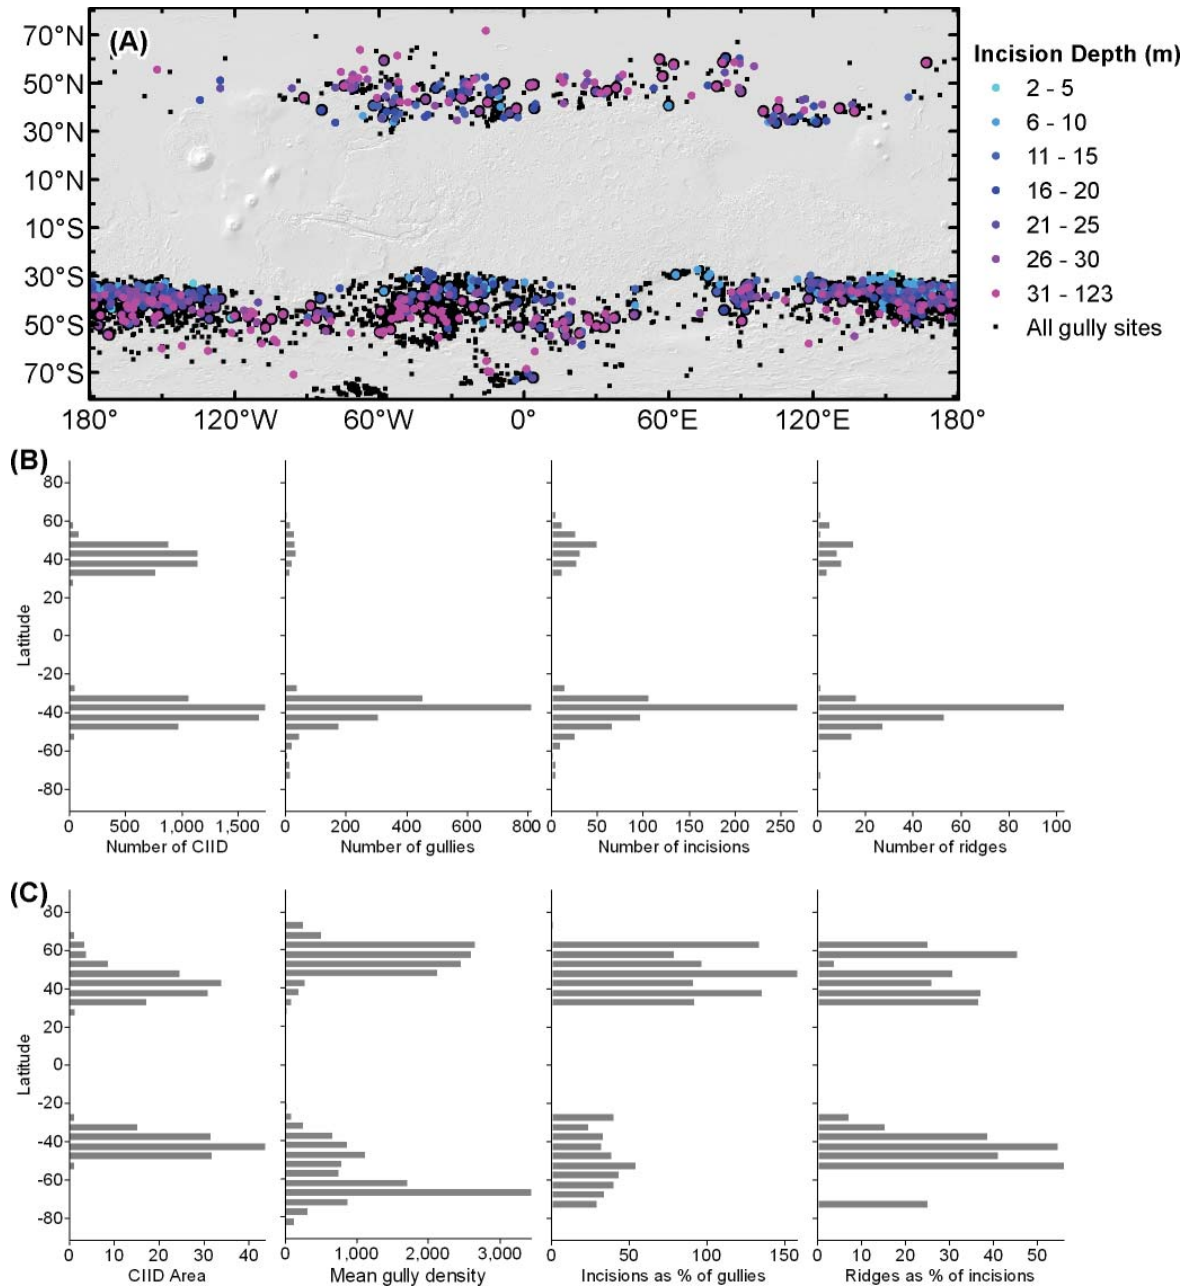 (A)
70°N
50°N
30°N
10°N
10°S
30°S
50°S
70°S
180° 120°W 60°W 0° 60°E 120°E 180°
Incision Depth (m)
2 - 5
6 - 10
11 - 15
16 - 20
21 - 25
26 - 30
31 - 123
All gully sites
(B)
Latitude
80
60
40
20
0
-20
-40
-60
-80
0 500 1,000 1,500
Number of CIID
0 200 400 600 800
Number of gullies
0 50 100 150 200 250
Number of incisions
0 20 40 60 80 100
Number of ridges
(C)
Latitude
80
60
40
20
0
-20
-40
-60
-80
0 10 20 30 40
CIID Area
0 1,000 2,000 3,000
Mean gully density
0 50 100 150
Incisions as % of gullies
0 10 20 30 40 50
Ridges as % of incisions